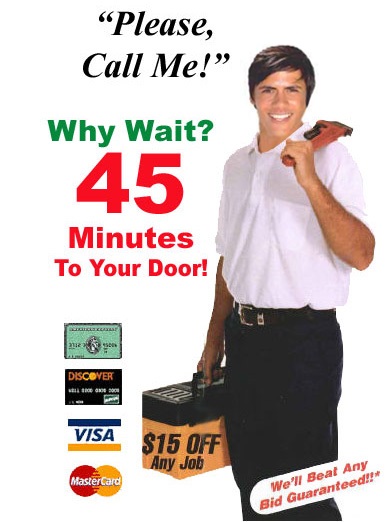 “Please,
Call Me!”
Why Wait?
45
Minutes
To Your Door!
DISCOVER
VISA
MasterCard
$15 OFF
Any Job
We'll Beat Any
Bid Guaranteed!!*